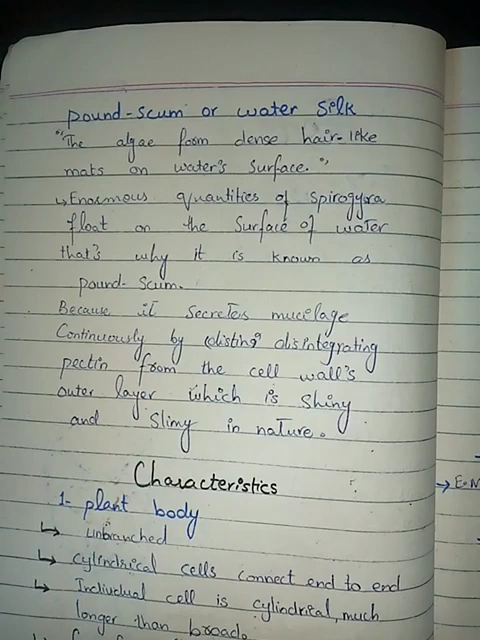 pound-scum or water silk
"The algae form dense hair-like
mats on water's surface."
↳ Enormous quantities of spirogyra
float on the surface of water
that's why it is known as
pound-scum.
Because it secretes mucilage
Continuously by disintegrating
pectin from the cell wall's
outer layer which is shiny
and slimy in nature.
Characteristics
1- plant body
↳ unbranched
↳ cylindrical cells connect end to end
↳ Individual cell is cylindrical, much
longer than broad.